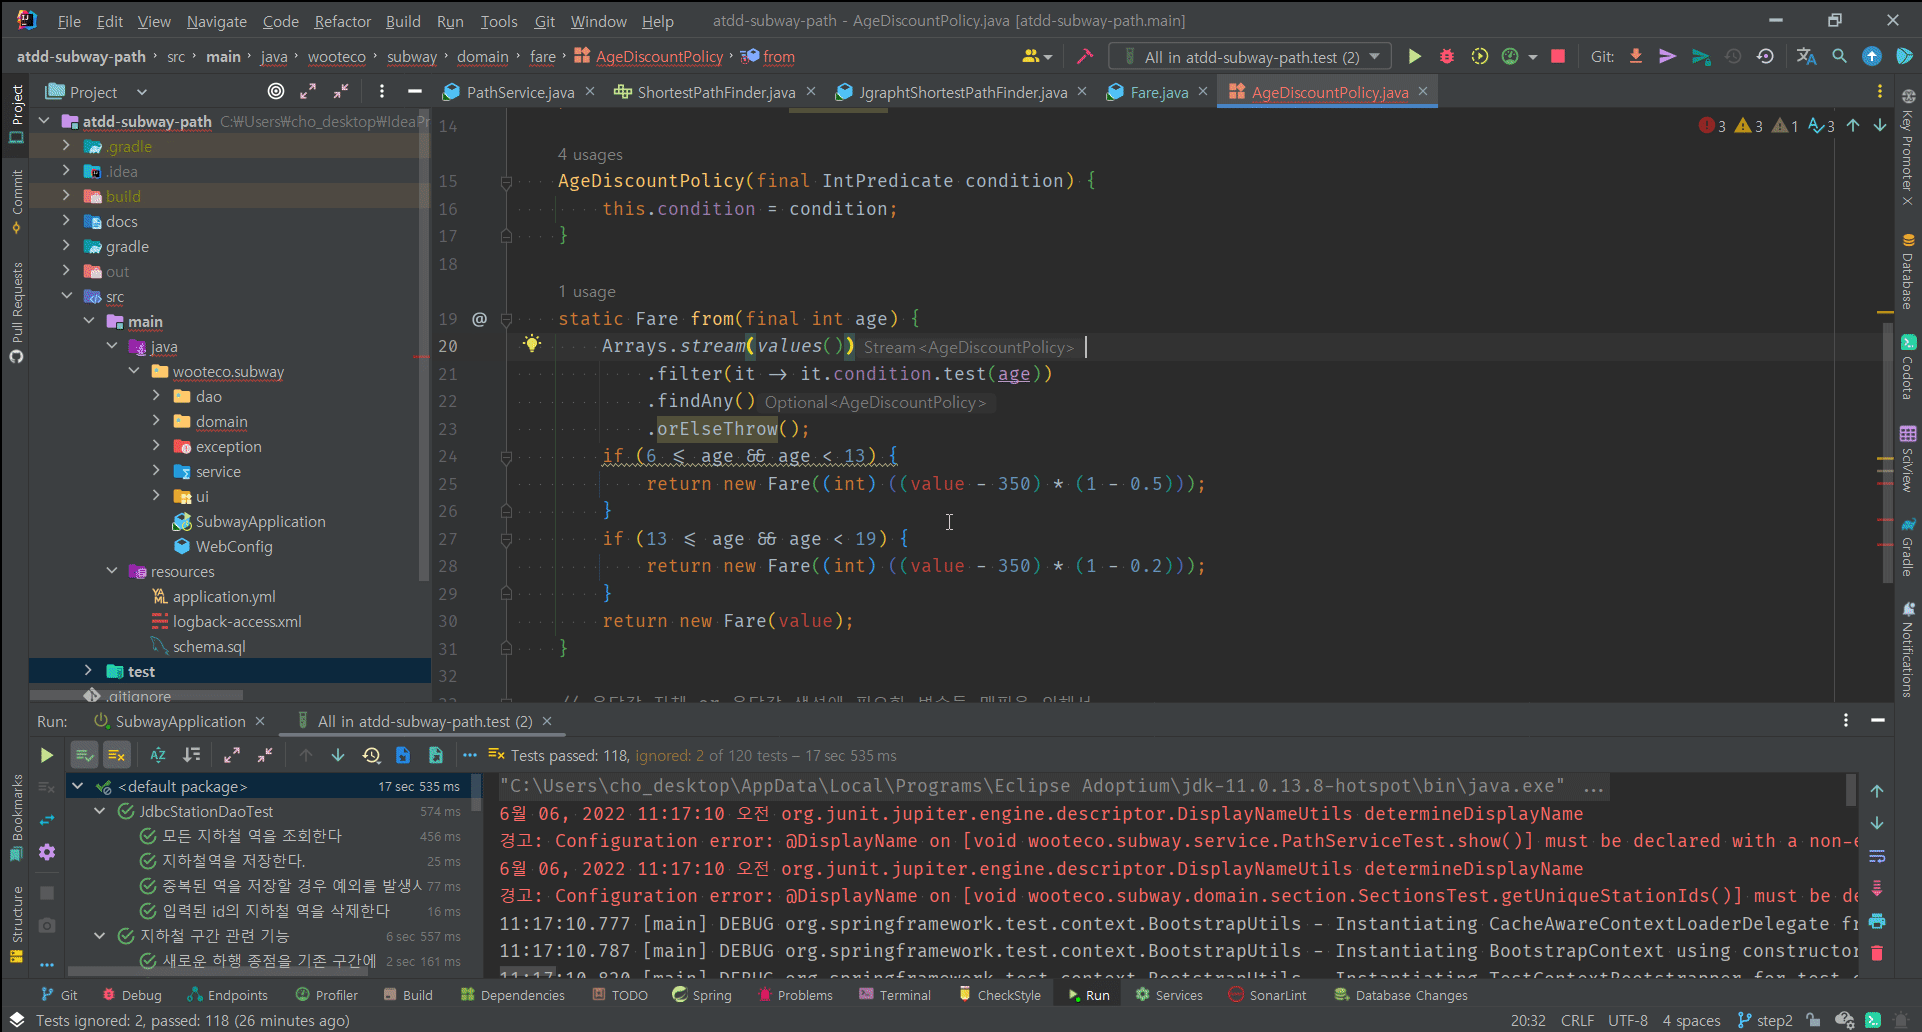 File Edit View Navigate Code Refactor Build Run Tools Git Window Help atdd-subway-path - AgeDiscountPolicy.java [atdd-subway-path.main]
atdd-subway-path src main java wooteco subway domain fare AgeDiscountPolicy from All in atdd-subway-path.test (2) Git:
Project PathService.java ShortestPathFinder.java JgraphtShortestPathFinder.java Fare.java AgeDiscountPolicy.java
Project
Commit
Pull Requests
Bookmarks
Structure
atdd-subway-path C:₩Users₩cho_desktop₩IdeaPr
.gradle
.idea
build
docs
gradle
out
src
main
java
wooteco.subway
dao
domain
exception
service
ui
SubwayApplication
WebConfig
resources
application.yml
logback-access.xml
schema.sql
test
.gitignore
3 3 1 3
14
4 usages
15 AgeDiscountPolicy(final IntPredicate condition) {
16 this.condition = condition;
17 }
18
1 usage
19 @ static Fare from(final int age) {
20 Arrays.stream(values()) Stream<AgeDiscountPolicy>
21 .filter(it → it.condition.test(age))
22 .findAny() Optional<AgeDiscountPolicy>
23 .orElseThrow();
24 if (6 ≤ age && age < 13) {
25 return new Fare((int) ((value - 350) * (1 - 0.5)));
26 }
27 if (13 ≤ age && age < 19) {
28 return new Fare((int) ((value - 350) * (1 - 0.2)));
29 }
30 return new Fare(value);
31 }
32
Key Promoter X
Database
Codota
SciView
Gradle
Notifications
Run: SubwayApplication All in atdd-subway-path.test (2)
Tests passed: 118, ignored: 2 of 120 tests – 17 sec 535 ms
<default package> 17 sec 535 ms
JdbcStationDaoTest 574 ms
모든 지하철 역을 조회한다 456 ms
지하철역을 저장한다. 25 ms
중복된 역을 저장할 경우 예외를 발생시 77 ms
입력된 id의 지하철 역을 삭제한다 16 ms
지하철 구간 관련 기능 6 sec 557 ms
새로운 하행 종점을 기존 구간에 2 sec 161 ms
"C:\Users\cho_desktop\AppData\Local\Programs\Eclipse Adoptium\jdk-11.0.13.8-hotspot\bin\java.exe" ...
6월 06, 2022 11:17:10 오전 org.junit.jupiter.engine.descriptor.DisplayNameUtils determineDisplayName
경고: Configuration error: @DisplayName on [void wooteco.subway.service.PathServiceTest.show()] must be declared with a non-e
6월 06, 2022 11:17:10 오전 org.junit.jupiter.engine.descriptor.DisplayNameUtils determineDisplayName
경고: Configuration error: @DisplayName on [void wooteco.subway.domain.section.SectionsTest.getUniqueStationIds()] must be de
11:17:10.777 [main] DEBUG org.springframework.test.context.BootstrapUtils - Instantiating CacheAwareContextLoaderDelegate fr
11:17:10.787 [main] DEBUG org.springframework.test.context.BootstrapUtils - Instantiating BootstrapContext using constructor
11:17:10.820 [main] DEBUG org.springframework.test.context.BootstrapUtils - Instantiating TestContextBootstrapper for test c
Git Debug Endpoints Profiler Build Dependencies TODO Spring Problems Terminal CheckStyle Run Services SonarLint Database Changes
Tests ignored: 2, passed: 118 (26 minutes ago) 20:32 CRLF UTF-8 4 spaces step2